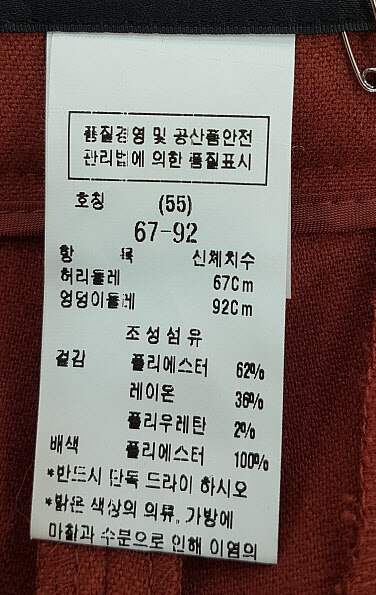 품질경영 및 공산품안전
관리법에 의한 품질표시
호칭 (55)
67-92
항 목 신체치수
허리둘레 67Cm
엉덩이둘레 92Cm
조성섬유
겉감 폴리에스터 62%
레이온 36%
폴리우레탄 2%
배색 폴리에스터 100%
*반드시 단독 드라이 하시오
*밝은 색상의 의류, 가방에
마찰과 수분으로 인해 이염의